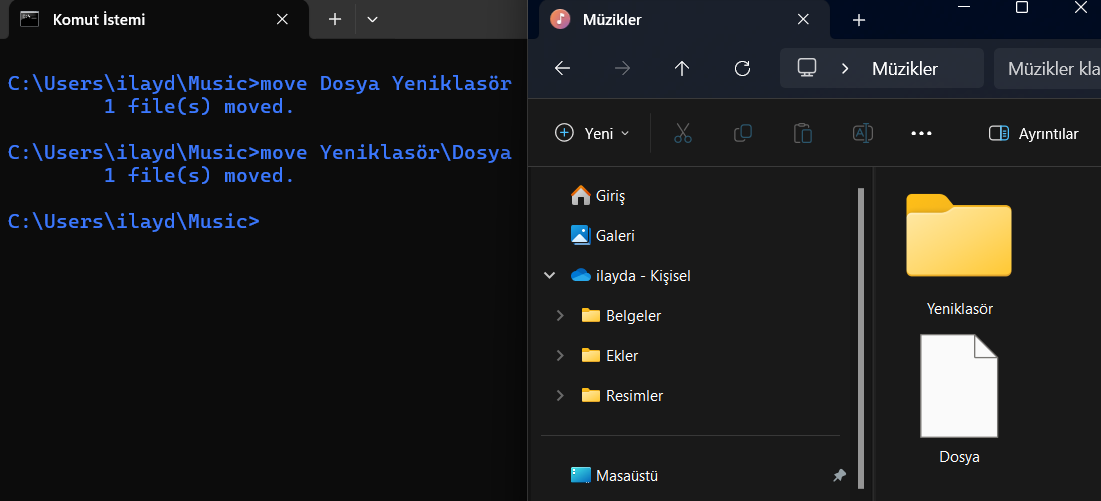 Komut İstemi
C:\Users\ilayd\Music>move Dosya Yeniklasör
1 file(s) moved.
C:\Users\ilayd\Music>move Yeniklasör\Dosya
1 file(s) moved.
C:\Users\ilayd\Music>
Müzikler
Müzikler
Müzikler kla
Yeni
Ayrıntılar
Giriş
Galeri
ilayda - Kişisel
Belgeler
Ekler
Resimler
Masaüstü
Yeniklasör
Dosya